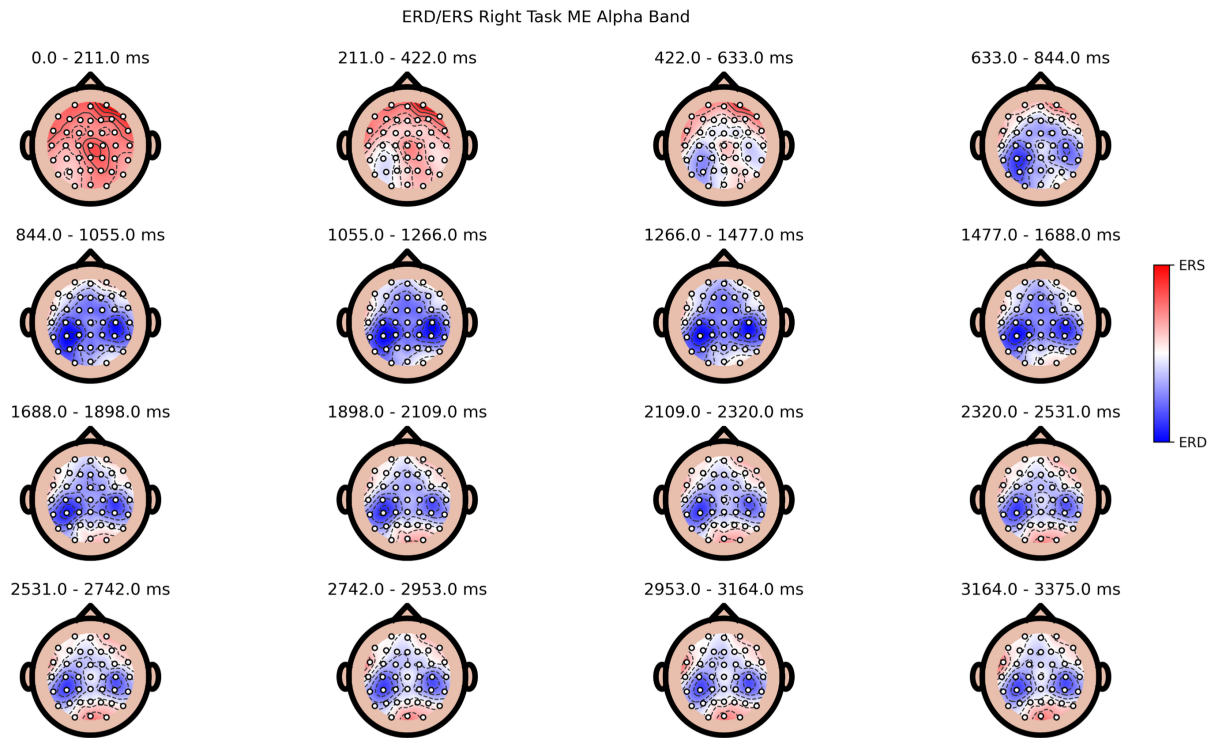 ERD/ERS Right Task ME Alpha Band
0.0 - 211.0 ms
211.0 - 422.0 ms
422.0 - 633.0 ms
633.0 - 844.0 ms
844.0 - 1055.0 ms
1055.0 - 1266.0 ms
1266.0 - 1477.0 ms
1477.0 - 1688.0 ms
ERS
ERD
1688.0 - 1898.0 ms
1898.0 - 2109.0 ms
2109.0 - 2320.0 ms
2320.0 - 2531.0 ms
2531.0 - 2742.0 ms
2742.0 - 2953.0 ms
2953.0 - 3164.0 ms
3164.0 - 3375.0 ms